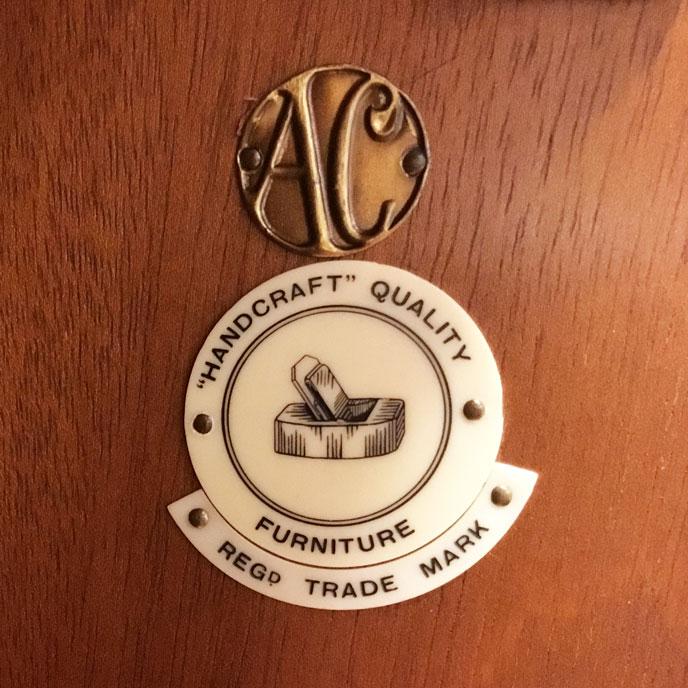 AC
"HANDCRAFT" QUALITY
FURNITURE
REGD TRADE MARK